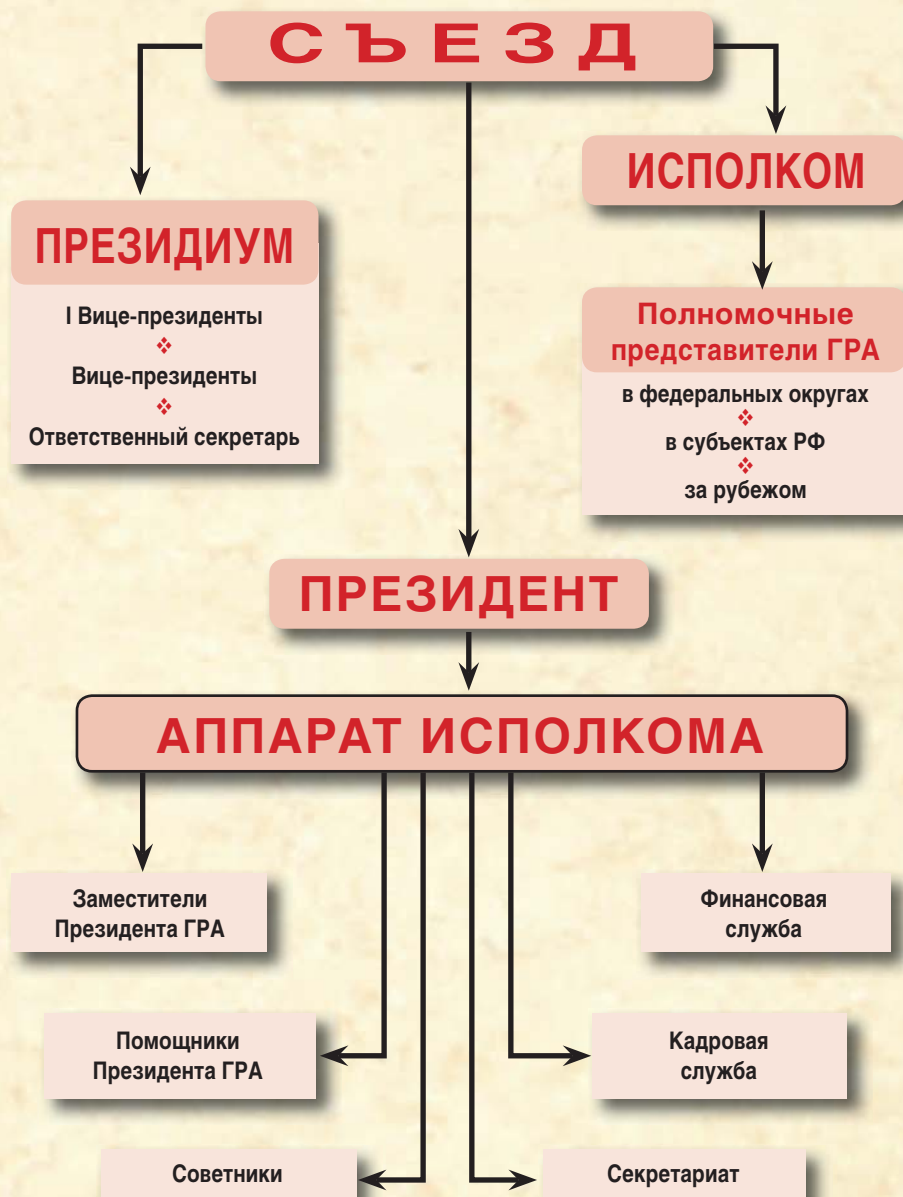 СЪЕЗД
ИСПОЛКОМ
ПРЕЗИДИУМ
I Вице-президенты
Вице-президенты
Ответственный секретарь
Полномочные
представители ГРА
в федеральных округах
в субъектах РФ
за рубежом
ПРЕЗИДЕНТ
АППАРАТ ИСПОЛКОМА
Заместители
Президента ГРА
Финансовая
служба
Помощники
Президента ГРА
Кадровая
служба
Советники
Секретариат